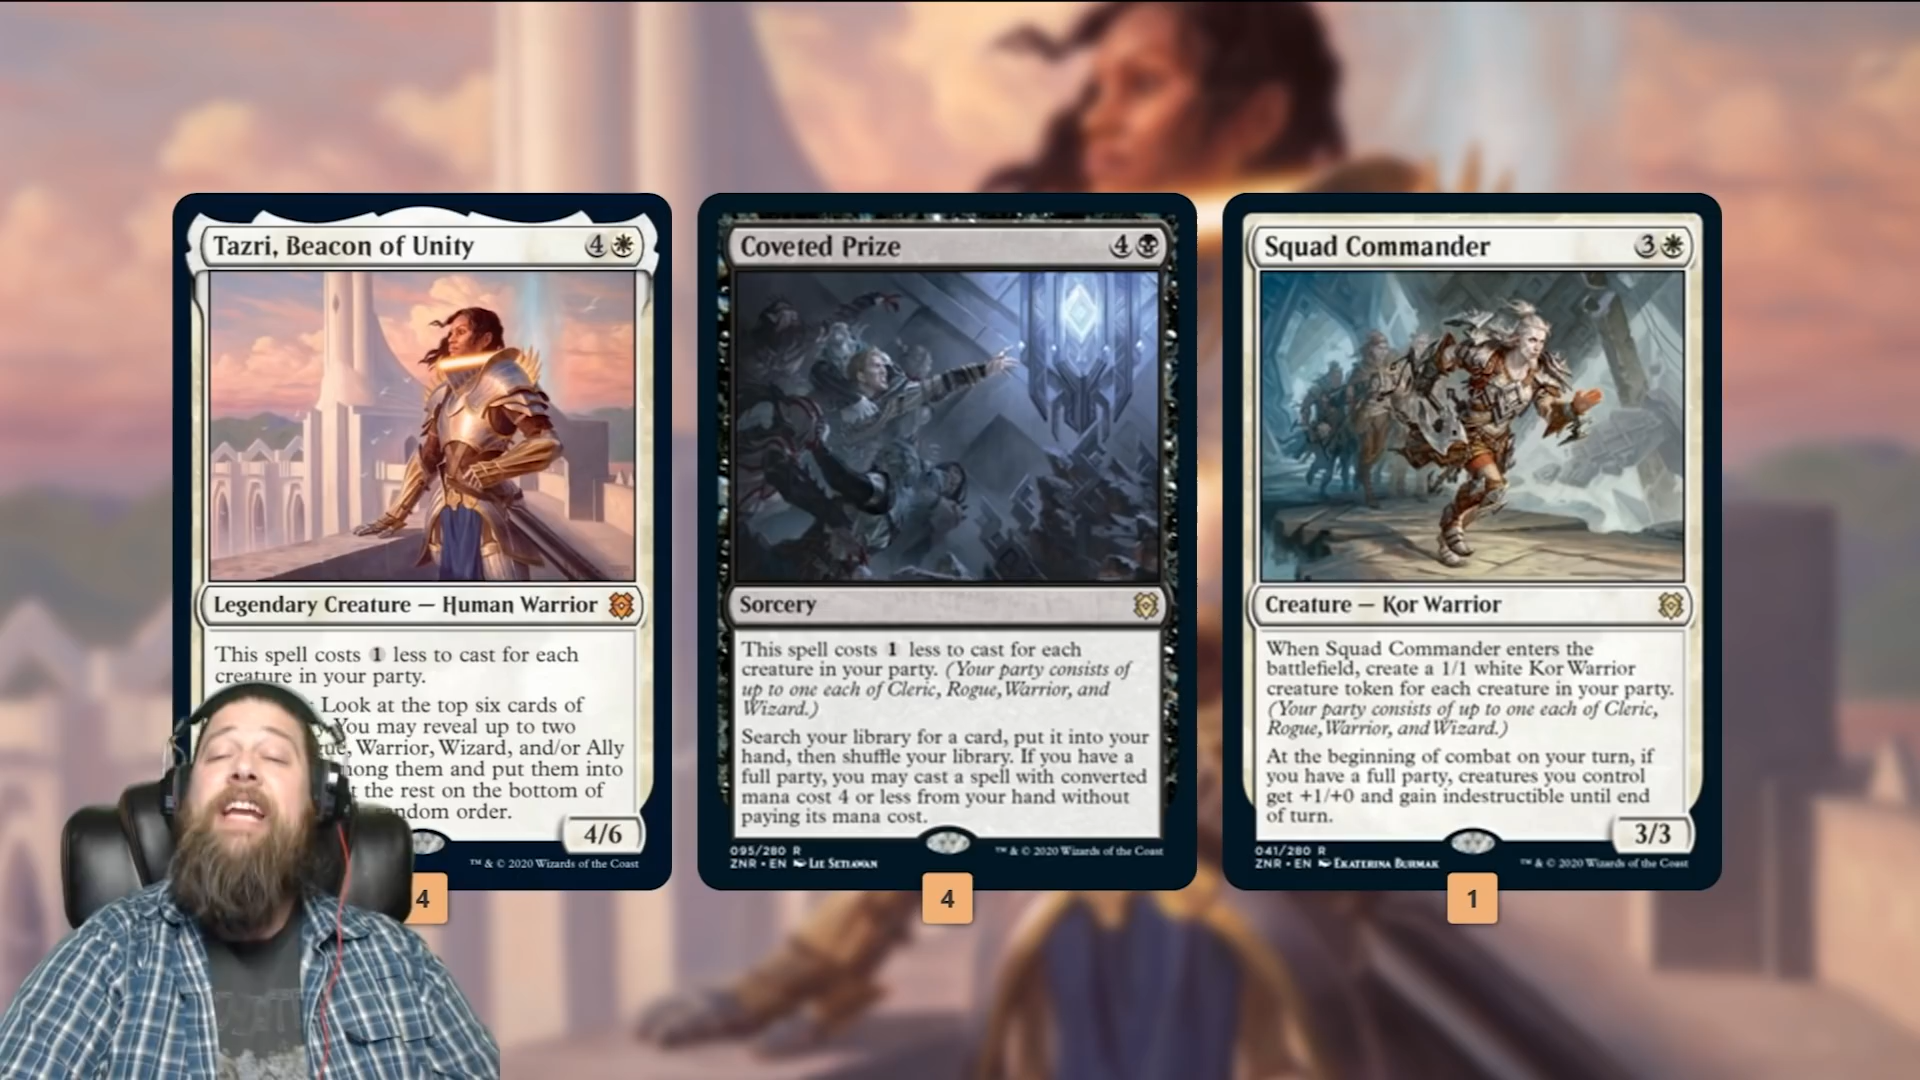 Tazri, Beacon of Unity 4
Legendary Creature — Human Warrior
This spell costs 1 less to cast for each
creature in your party.
: Look at the top six cards of
You may reveal up to two
Warrior, Wizard, and/or Ally
among them and put them into
the rest on the bottom of
random order.
4/6
™ & © 2020 Wizards of the Coast
4
Coveted Prize 4
Sorcery
This spell costs 1 less to cast for each
creature in your party. (Your party consists of
up to one each of Cleric, Rogue, Warrior, and
Wizard.)
Search your library for a card, put it into your
hand, then shuffle your library. If you have a
full party, you may cast a spell with converted
mana cost 4 or less from your hand without
paying its mana cost.
095/280 R
ZNR • EN Lie Setiawan
™ & © 2020 Wizards of the Coast
4
Squad Commander 3
Creature — Kor Warrior
When Squad Commander enters the
battlefield, create a 1/1 white Kor Warrior
creature token for each creature in your party.
(Your party consists of up to one each of Cleric,
Rogue, Warrior, and Wizard.)
At the beginning of combat on your turn, if
you have a full party, creatures you control
get +1/+0 and gain indestructible until end
of turn.
3/3
041/280 R
ZNR • EN Ekaterina Burmak
™ & © 2020 Wizards of the Coast
1